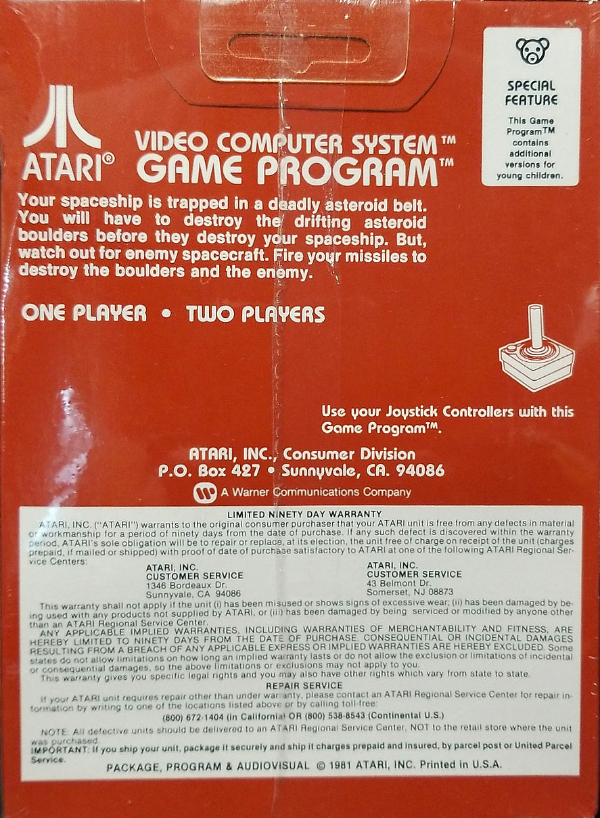 SPECIAL
FEATURE
This Game
Program™
contains
additional
versions for
young children.
ATARI®
VIDEO COMPUTER SYSTEM™
GAME PROGRAM™
Your spaceship is trapped in a deadly asteroid belt.
You will have to destroy the drifting asteroid
boulders before they destroy your spaceship. But,
watch out for enemy spacecraft. Fire your missiles to
destroy the boulders and the enemy.
ONE PLAYER • TWO PLAYERS
Use your Joystick Controllers with this
Game Program™.
ATARI, INC., Consumer Division
P.O. Box 427 • Sunnyvale, CA. 94086
A Warner Communications Company
LIMITED NINETY DAY WARRANTY
ATARI, INC. ("ATARI") warrants to the original consumer purchaser that your ATARI unit is free from any defects in material
or workmanship for a period of ninety days from the date of purchase. If any such defect is discovered within the warranty
period, ATARI's sole obligation will be to repair or replace, at its election, the unit free of charge on receipt of the unit (charges
prepaid, if mailed or shipped) with proof of date of purchase satisfactory to ATARI at one of the following ATARI Regional Ser-
vice Centers:
ATARI, INC.
CUSTOMER SERVICE
1346 Bordeaux Dr.
Sunnyvale, CA 94086
ATARI, INC.
CUSTOMER SERVICE
43 Belmont Dr.
Somerset, NJ 08873
This warranty shall not apply if the unit (i) has been misused or shows signs of excessive wear; (ii) has been damaged by be-
ing used with any products not supplied by ATARI, or (iii) has been damaged by being serviced or modified by anyone other
than an ATARI Regional Service Center.
ANY APPLICABLE IMPLIED WARRANTIES, INCLUDING WARRANTIES OF MERCHANTABILITY AND FITNESS, ARE
HEREBY LIMITED TO NINETY DAYS FROM THE DATE OF PURCHASE. CONSEQUENTIAL OR INCIDENTAL DAMAGES
RESULTING FROM A BREACH OF ANY APPLICABLE EXPRESS OR IMPLIED WARRANTIES ARE HEREBY EXCLUDED. Some
states do not allow limitations on how long an implied warranty lasts or do not allow the exclusion or limitations of incidental
or consequential damages, so the above limitations or exclusions may not apply to you.
This warranty gives you specific legal rights and you may also have other rights which vary from state to state.
REPAIR SERVICE
If your ATARI unit requires repair other than under warranty, please contact an ATARI Regional Service Center for repair in-
formation by writing to one of the locations listed above or by calling toll-free:
(800) 672-1404 (in California) OR (800) 538-8543 (Continental U.S.)
NOTE: All defective units should be delivered to an ATARI Regional Service Center, NOT to the retail store where the unit
was purchased.
IMPORTANT: If you ship your unit, package it securely and ship it charges prepaid and insured, by parcel post or United Parcel
Service.
PACKAGE, PROGRAM & AUDIOVISUAL © 1981 ATARI, INC. Printed in U.S.A.